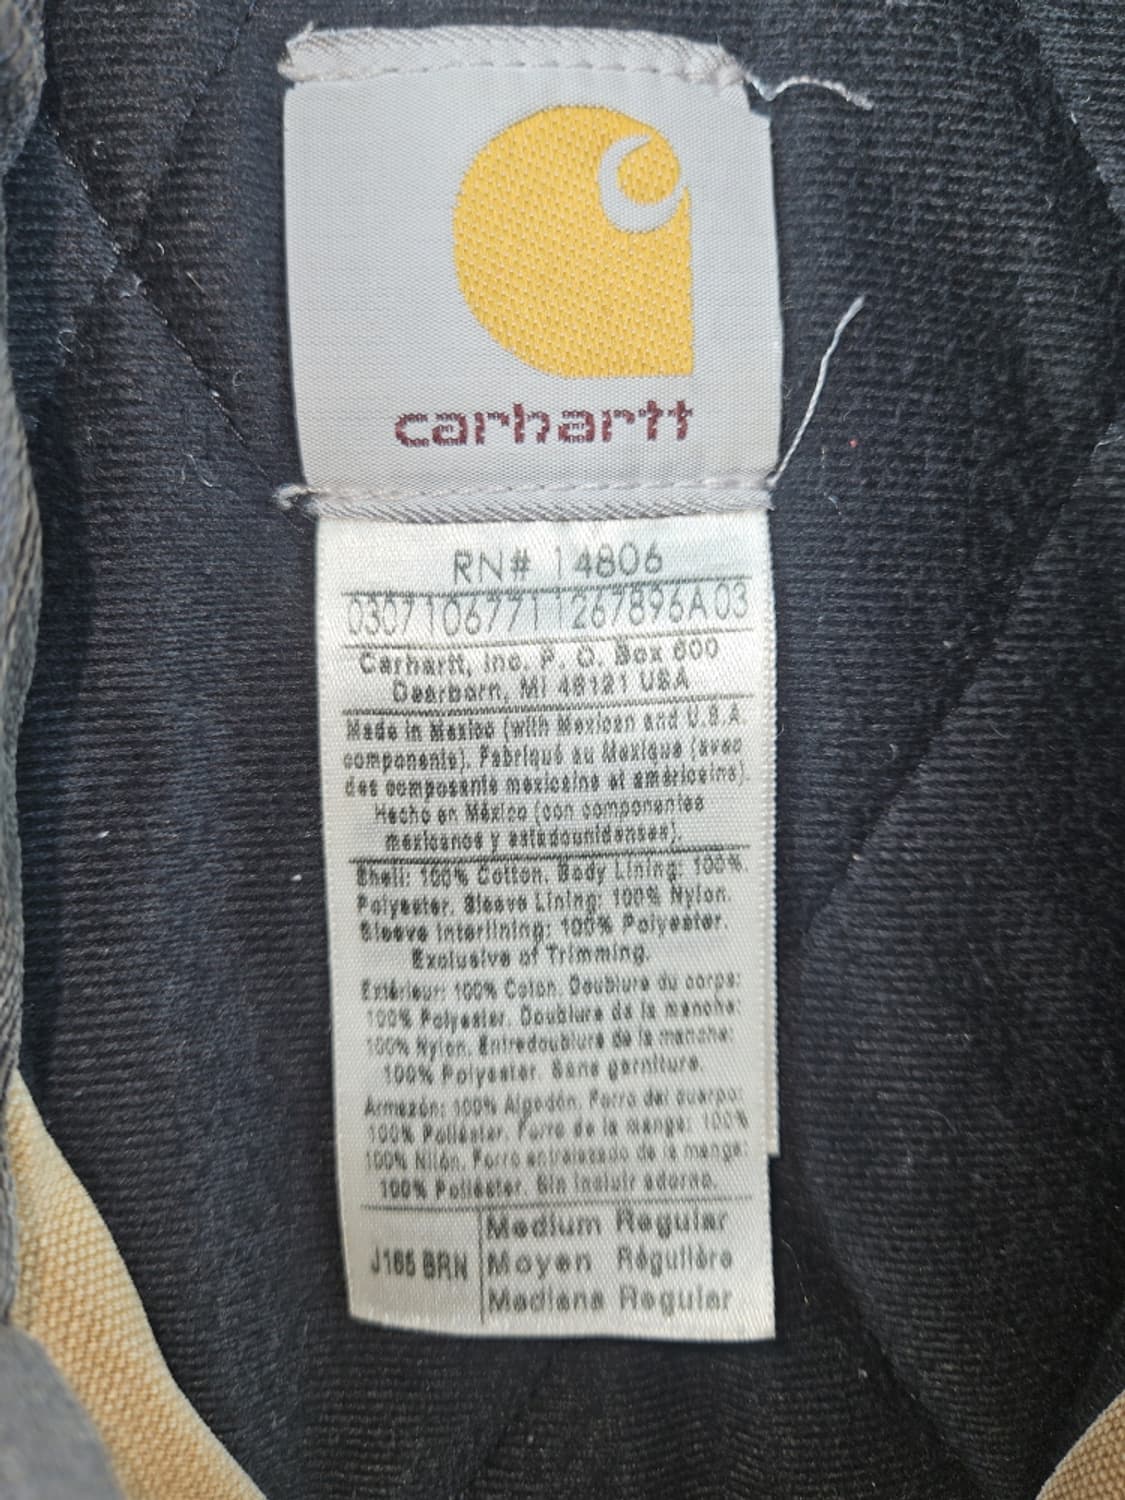 carhartt
RN# 14806
03071067711267896A03
Carhartt, Inc. P. O. Box 600
Dearborn, MI 48121 USA
Made in Mexico (with Mexican and U.S.A.
components). Fabriqué au Mexique (avec
des composants mexicains et américains).
Hecho en México (con componentes
mexicanos y estadounidenses).
Shell: 100% Cotton. Body Lining: 100%
Polyester. Sleeve Lining: 100% Nylon.
Sleeve Interlining: 100% Polyester.
Exclusive of Trimming.
Extérieur: 100% Coton. Doublure du corps:
100% Polyester. Doublure de la manche:
100% Nylon. Entredoublure de la manche:
100% Polyester. Sans garniture.
Armazón: 100% Algodón. Forro del cuerpo:
100% Poliéster. Forro de la manga: 100%
100% Nilón. Forro entrelazado de la manga:
100% Poliéster. Sin incluir adorno.
J165 BRN
Medium Regular
Moyen Régulière
Mediana Regular